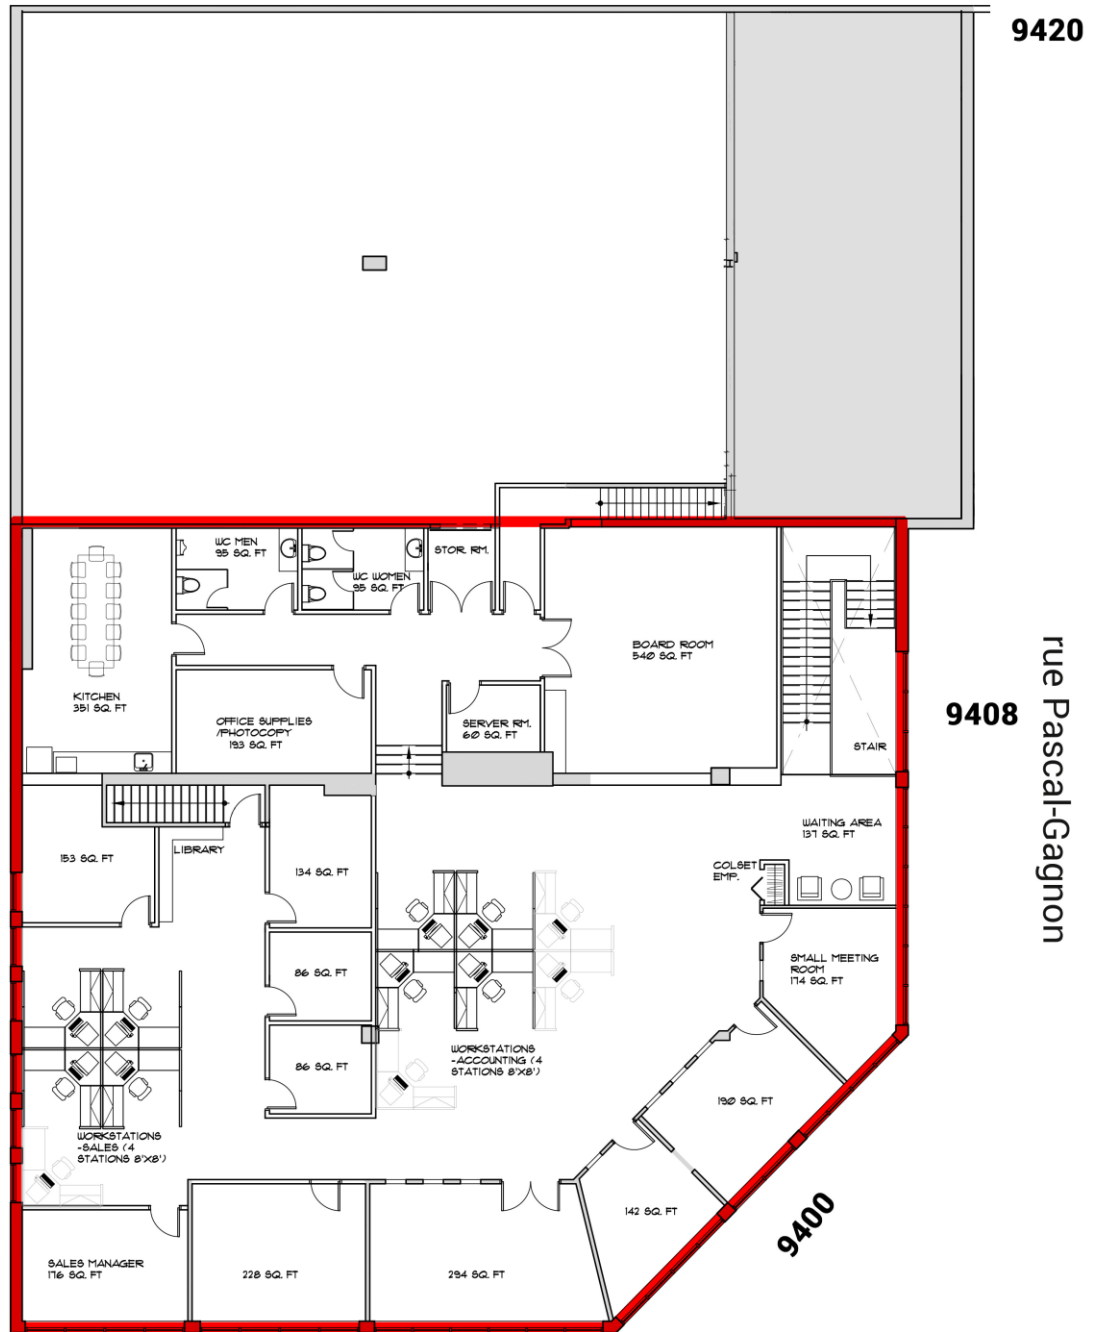 9420
WC MEN
95 SQ. FT
WC WOMEN
95 SQ. FT
STOR. RM.
BOARD ROOM
540 SQ. FT
KITCHEN
351 SQ. FT
OFFICE SUPPLIES
/PHOTOCOPY
193 SQ. FT
SERVER RM.
60 SQ. FT
STAIR
9408
rue Pascal-Gagnon
153 SQ. FT
LIBRARY
134 SQ. FT
WAITING AREA
137 SQ. FT
COLSET
EMP.
86 SQ. FT
SMALL MEETING
ROOM
174 SQ. FT
WORKSTATIONS
-ACCOUNTING (4
STATIONS 8'X8')
86 SQ. FT
190 SQ. FT
WORKSTATIONS
-SALES (4
STATIONS 8'X8')
142 SQ. FT
9400
SALES MANAGER
176 SQ. FT
228 SQ. FT
294 SQ. FT